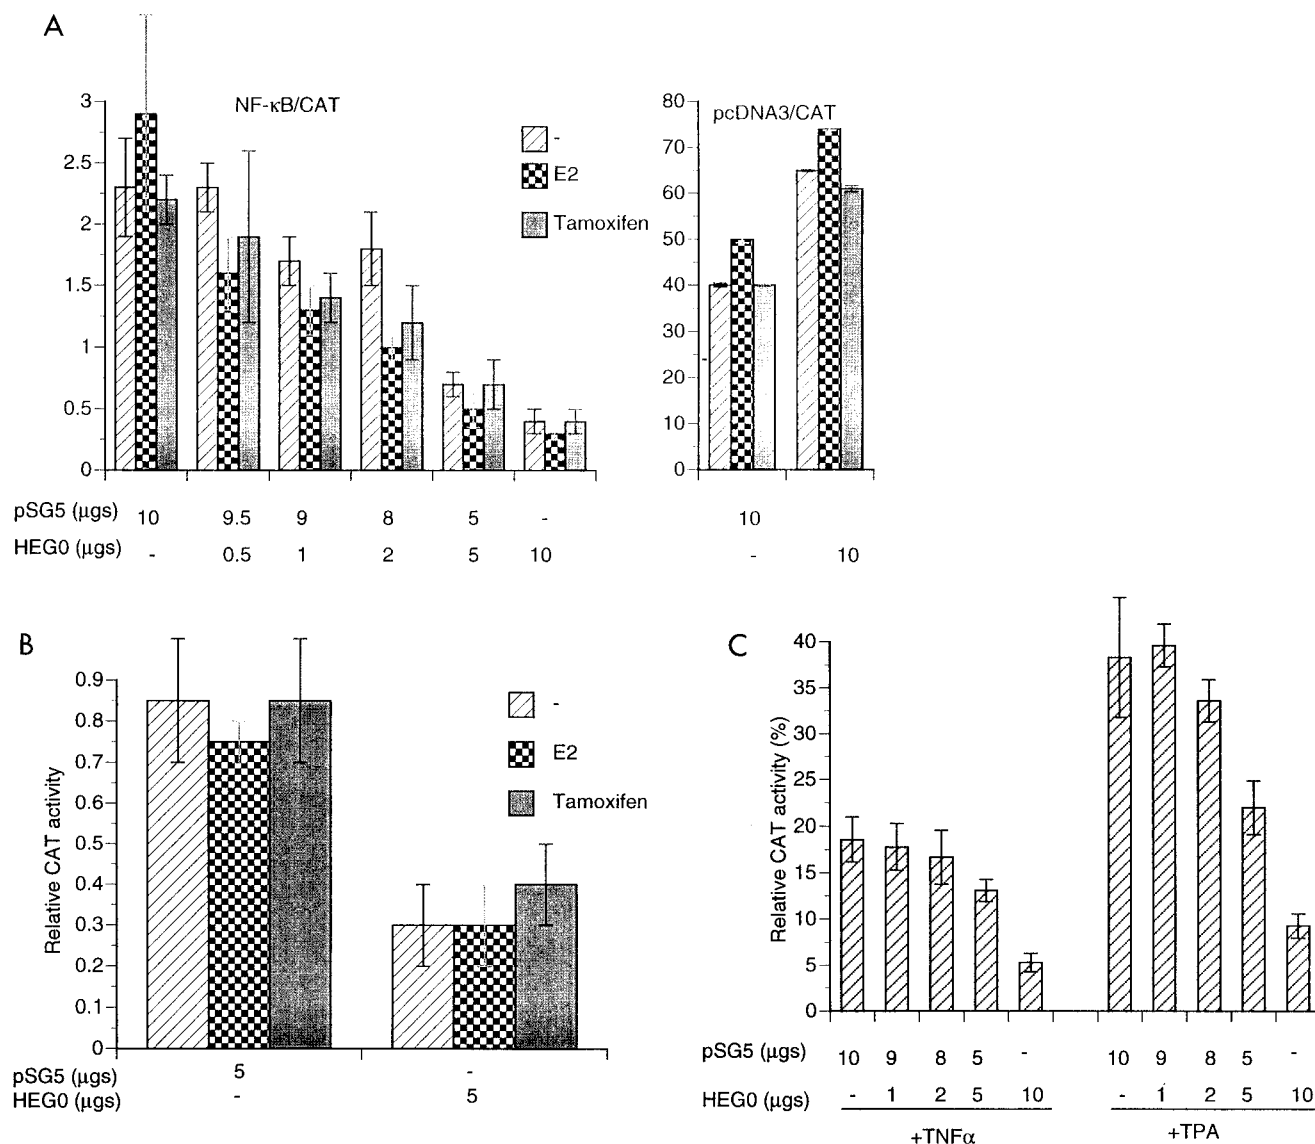 A
NF-κB/CAT
3
2.5
2
1.5
1
0.5
0
-
E2
Tamoxifen
pSG5 (μgs) 10 9.5 9 8 5 -
HEG0 (μgs) - 0.5 1 2 5 10
pcDNA3/CAT
80
70
60
50
40
30
20
10
0
10
- 10
B
Relative CAT activity
0.9
0.8
0.7
0.6
0.5
0.4
0.3
0.2
0.1
0
-
E2
Tamoxifen
pSG5 (μgs) 5 -
HEG0 (μgs) - 5
C
Relative CAT activity (%)
40
35
30
25
20
15
10
5
0
pSG5 (μgs) 10 9 8 5 - 10 9 8 5 -
HEG0 (μgs) - 1 2 5 10 - 1 2 5 10
+TNFα +TPA